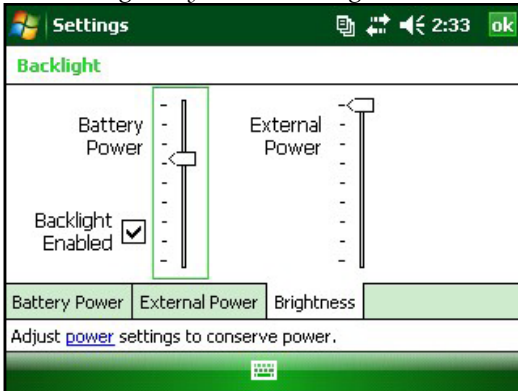 Settings 2:33 ok
Backlight
Battery
Power
External
Power
Backlight
Enabled
Battery Power External Power Brightness
Adjust power settings to conserve power.